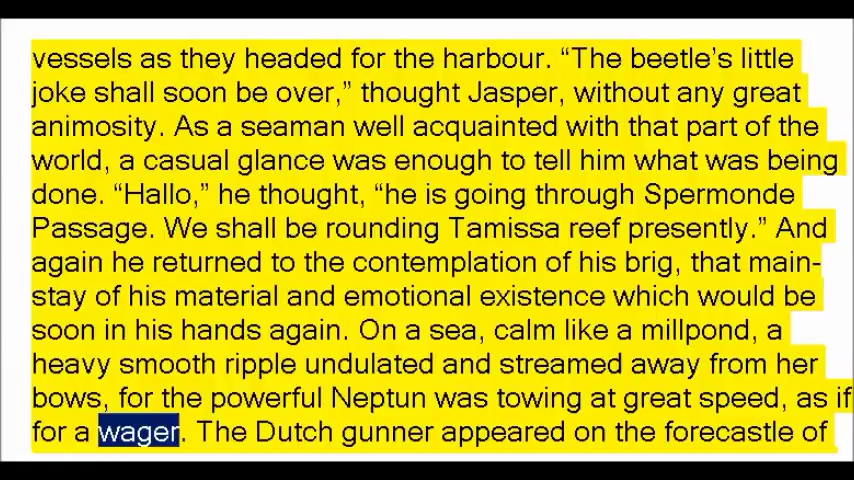 vessels as they headed for the harbour. “The beetle’s little
joke shall soon be over,” thought Jasper, without any great
animosity. As a seaman well acquainted with that part of the
world, a casual glance was enough to tell him what was being
done. “Hallo,” he thought, “he is going through Spermonde
Passage. We shall be rounding Tamissa reef presently.” And
again he returned to the contemplation of his brig, that main-
stay of his material and emotional existence which would be
soon in his hands again. On a sea, calm like a millpond, a
heavy smooth ripple undulated and streamed away from her
bows, for the powerful Neptun was towing at great speed, as if
for a wager. The Dutch gunner appeared on the forecastle of